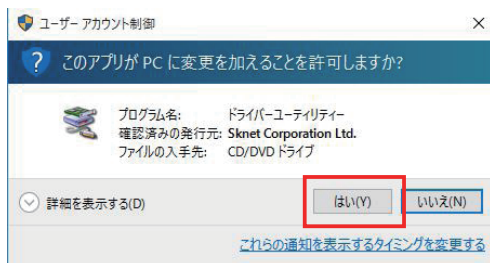 ユーザー アカウント制御
このアプリが PC に変更を加えることを許可しますか?
プログラム名: ドライバーユーティリティー
確認済みの発行元: Sknet Corporation Ltd.
ファイルの入手先: CD/DVD ドライブ
詳細を表示する(D) はい(Y) いいえ(N)
これらの通知を表示するタイミングを変更する